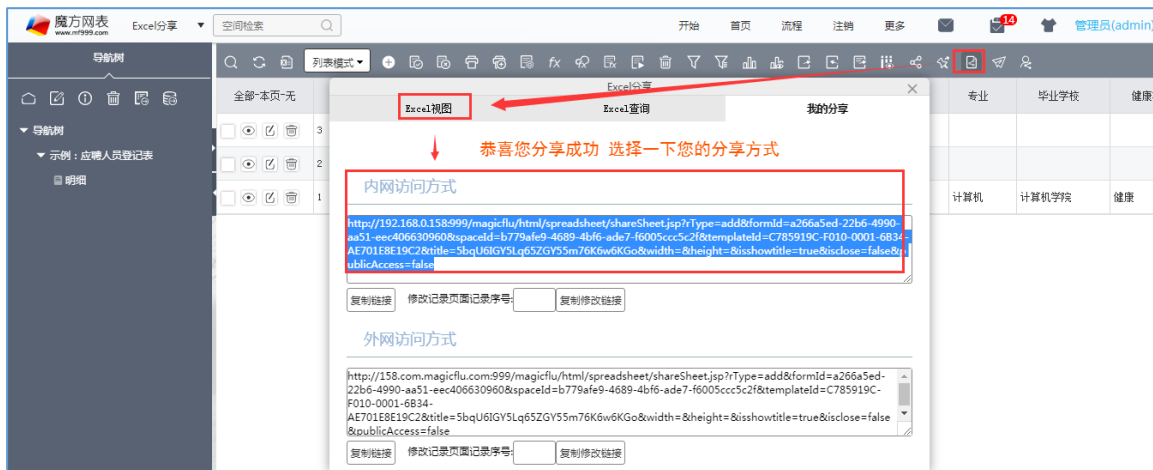 魔方网表 Excel分享 空间检索 开始 首页 流程 注销 更多 14 管理员(admin)
www.mf999.com
导航树 列表模式
Excel分享
全部-本页-无 Excel视图 Excel查询 我的分享 专业 毕业学校 健康
导航树 3
恭喜您分享成功 选择一下您的分享方式
示例：应聘人员登记表 2
明细
内网访问方式
1 计算机 计算机学院 健康
http://192.168.0.158:999/magicflu/html/spreadsheet/shareSheet.jsp?rType=add&formId=a266a5ed-22b6-4990-
aa51-eec406630960&spaceId=b779afe9-4689-4bf6-ade7-f6005ccc5c2f&templateId=C785919C-F010-0001-6B34-
AE701E8E19C2&title=5bqU6IGY5Lq65ZGY55m76K6w6KGo&width=&height=&isshowtitle=true&isclose=false&p
ublicAccess=false
复制链接 修改记录页面记录序号: 复制修改链接
外网访问方式
http://158.com.magicflu.com:999/magicflu/html/spreadsheet/shareSheet.jsp?rType=add&formId=a266a5ed-
22b6-4990-aa51-eec406630960&spaceId=b779afe9-4689-4bf6-ade7-f6005ccc5c2f&templateId=C785919C-
F010-0001-6B34-
AE701E8E19C2&title=5bqU6IGY5Lq65ZGY55m76K6w6KGo&width=&height=&isshowtitle=true&isclose=false
&publicAccess=false
复制链接 修改记录页面记录序号: 复制修改链接